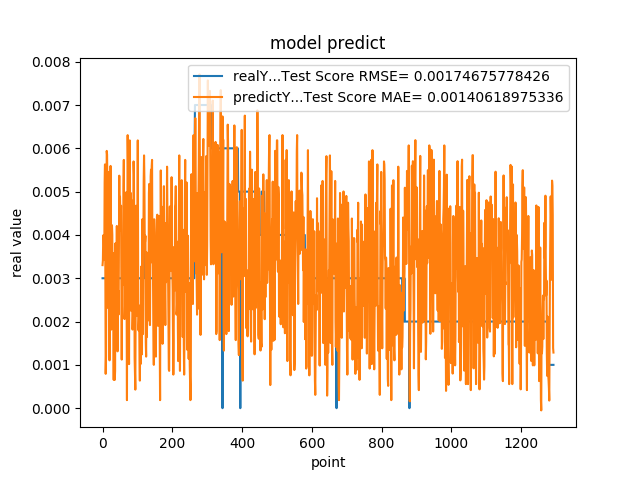 model predict
realY...Test Score RMSE= 0.00174675778426
predictY...Test Score MAE= 0.00140618975336
0.008
0.007
0.006
0.005
0.004
0.003
0.002
0.001
0.000
real value
0 200 400 600 800 1000 1200
point